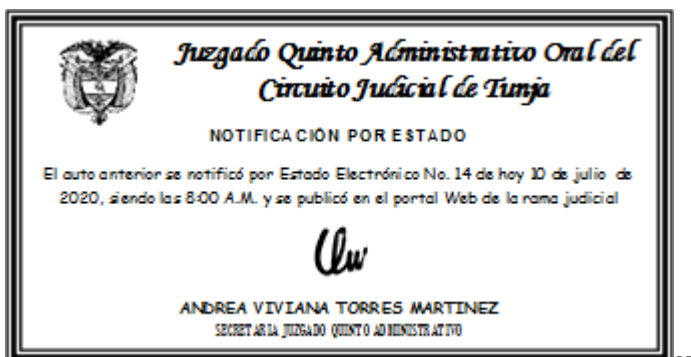 Juzgado Quinto Administrativo Oral del
Circuito Judicial de Tunja
NOTIFICACIÓN POR ESTADO
El auto anterior se notificó por Estado Electrónico No. 14 de hoy 10 de julio de
2020, siendo las 8:00 A.M. y se publicó en el portal Web de la rama judicial
ANDREA VIVIANA TORRES MARTINEZ
SECRETARIA JUZGADO QUINTO ADMINISTRATIVO